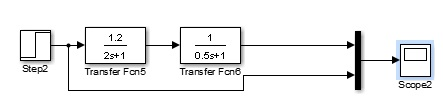 1.2
2s+1
1
0.5s+1
Step2
Transfer Fcn5
Transfer Fcn6
Scope2